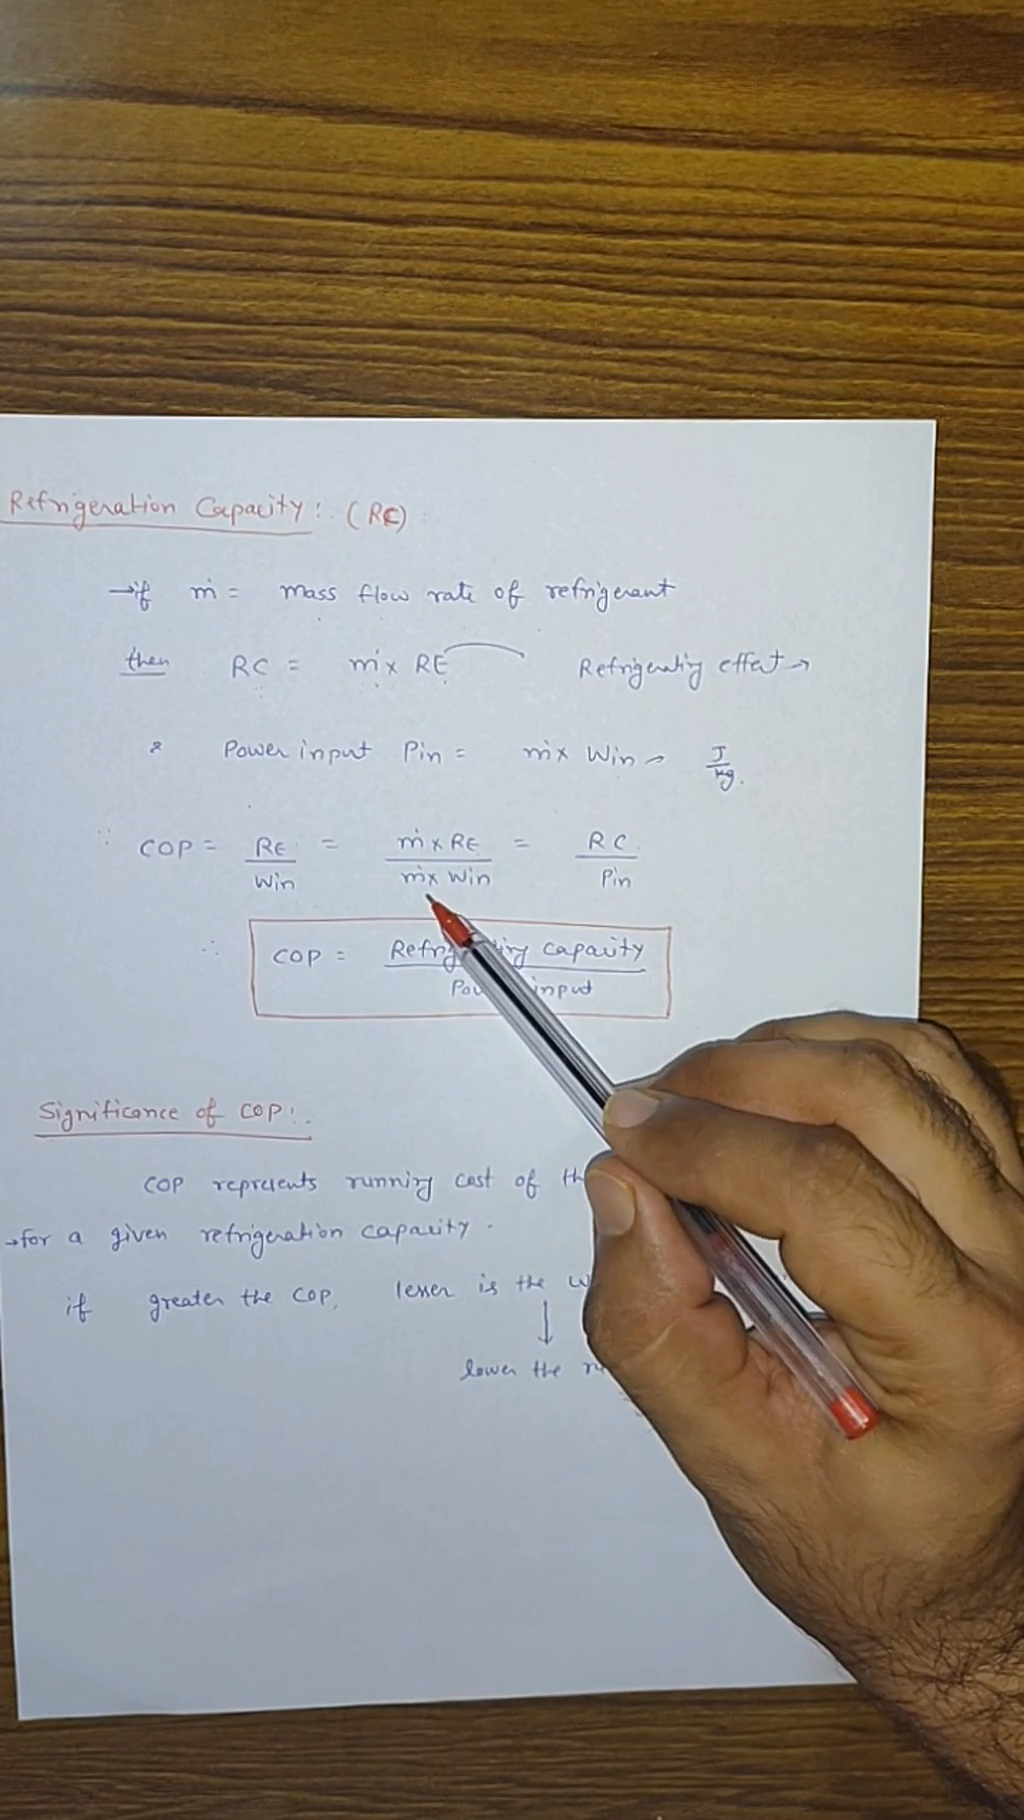 Refrigeration Capacity :. (RC) :
→if ṁ = mass flow rate of refrigerant
then RC = ṁ x RE Refrigerating effect →
& Power input Pin = ṁ x Win → J/kg.
∵ COP = RE/Win = ṁ x RE/ṁ x Win = RC/Pin
∴ COP = capacity/input
Significance of COP :.
COP represents running cost of
→for a given refrigeration capacity.
if greater the COP, lesser is the
↓
lower the